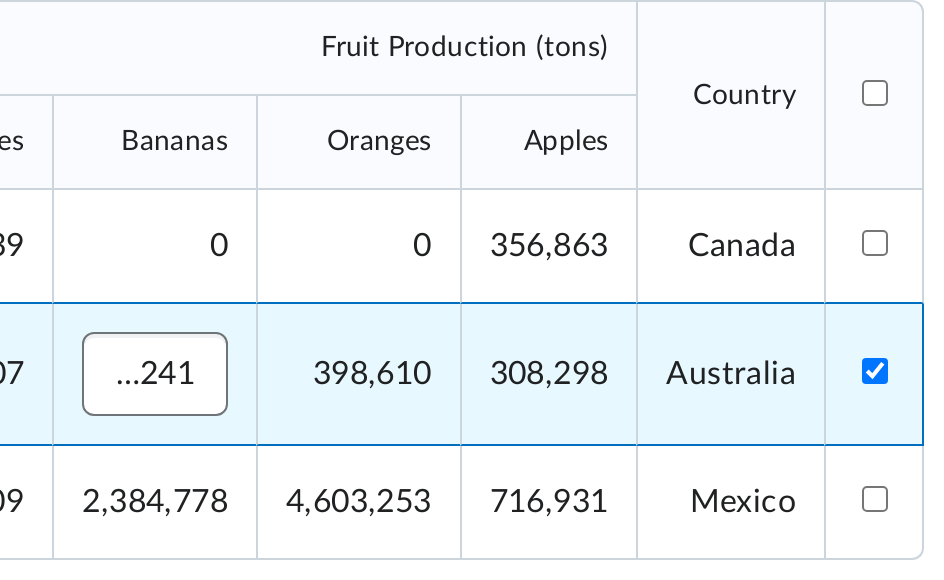 Fruit Production (tons)
Country
es Bananas Oranges Apples
39 0 0 356,863 Canada
07 …241 398,610 308,298 Australia
09 2,384,778 4,603,253 716,931 Mexico